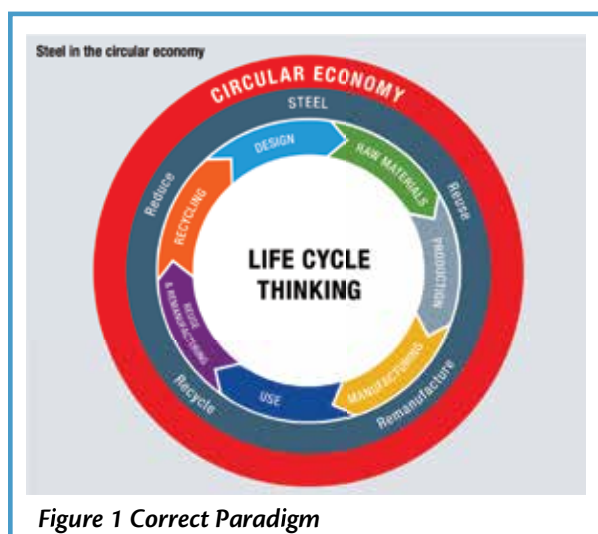 Steel in the circular economy
CIRCULAR ECONOMY
STEEL
Reduce
Reuse
Remanufacture
Recycle
DESIGN
RAW MATERIALS
PRODUCTION
MANUFACTURING
USE
REUSE
& REMANUFACTURING
RECYCLING
LIFE CYCLE
THINKING
Figure 1 Correct Paradigm